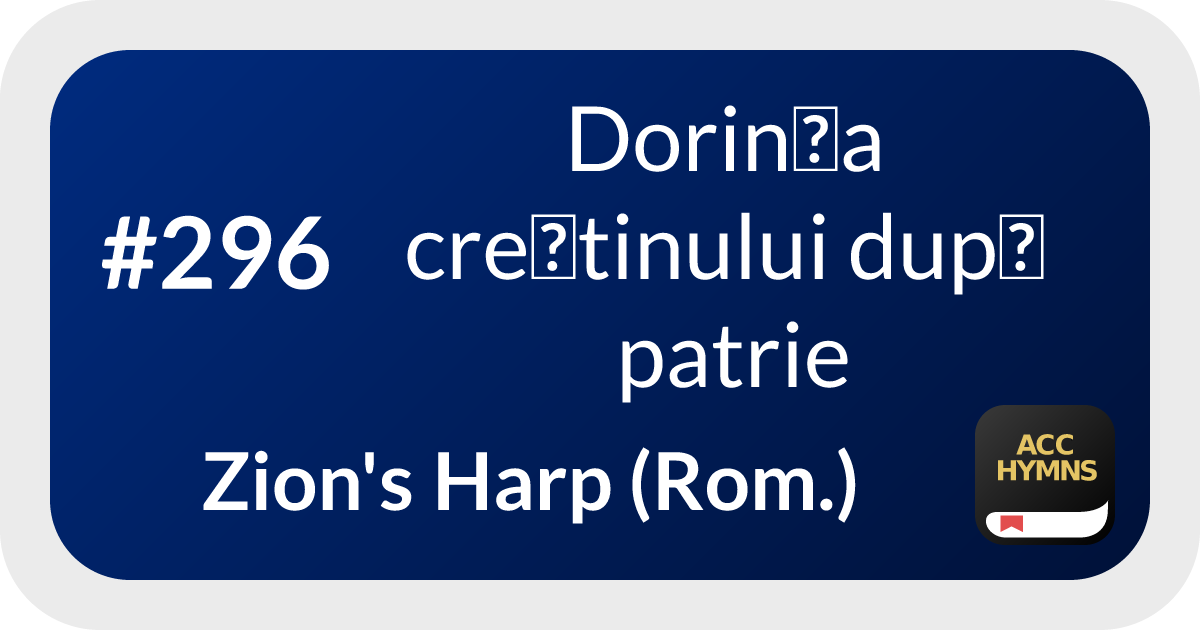 #296
Dorin⍰a
cre⍰tinului dup⍰
patrie
Zion's Harp (Rom.)
ACC
HYMNS